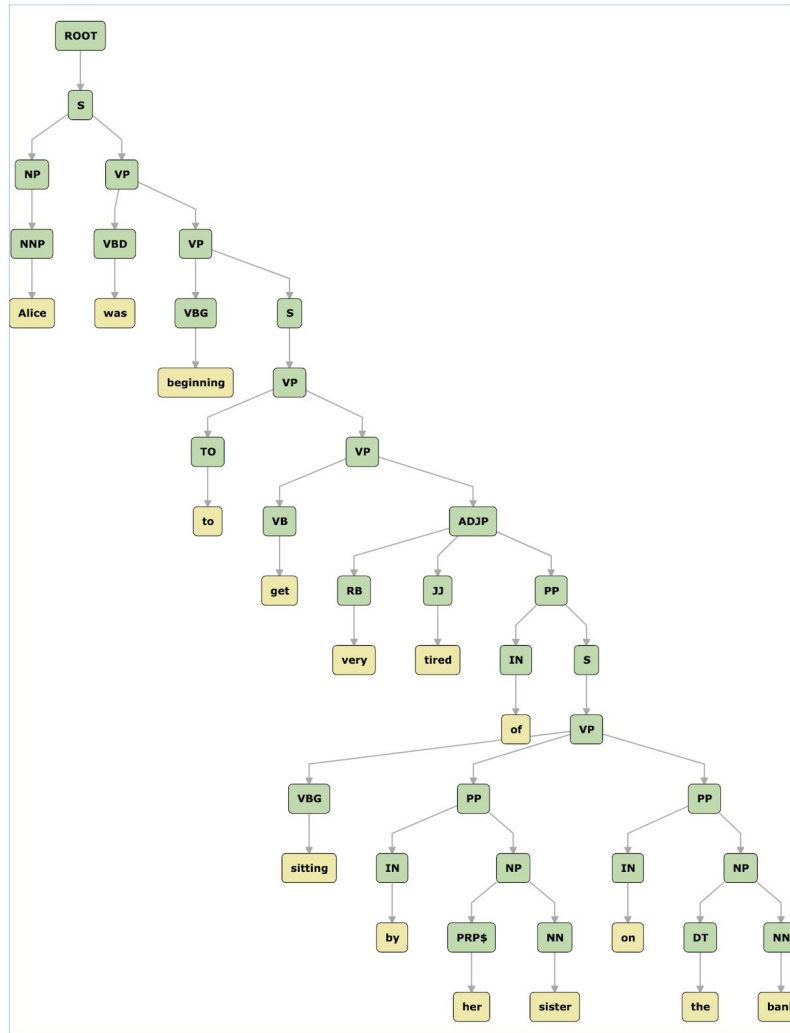 ROOT
S
NP VP
NNP VBD VP
Alice was VBG S
beginning VP
TO VP
to VB ADJP
get RB JJ PP
very tired IN S
of VP
VBG PP PP
sitting IN NP IN NP
by PRP$ NN on DT NN
her sister the